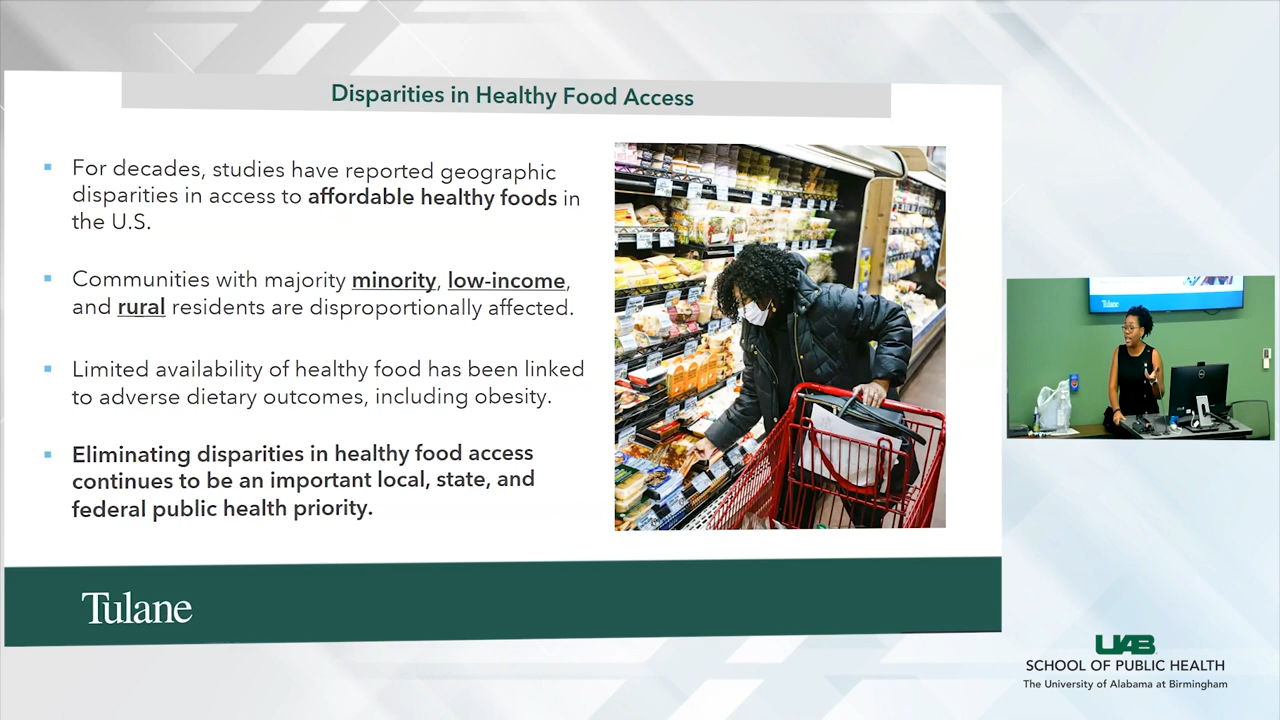 Disparities in Healthy Food Access
For decades, studies have reported geographic
disparities in access to affordable healthy foods in
the U.S.
Communities with majority minority, low-income,
and rural residents are disproportionally affected.
Limited availability of healthy food has been linked
to adverse dietary outcomes, including obesity.
Eliminating disparities in healthy food access
continues to be an important local, state, and
federal public health priority.
Tulane
Tulane
UAB
SCHOOL OF PUBLIC HEALTH
The University of Alabama at Birmingham